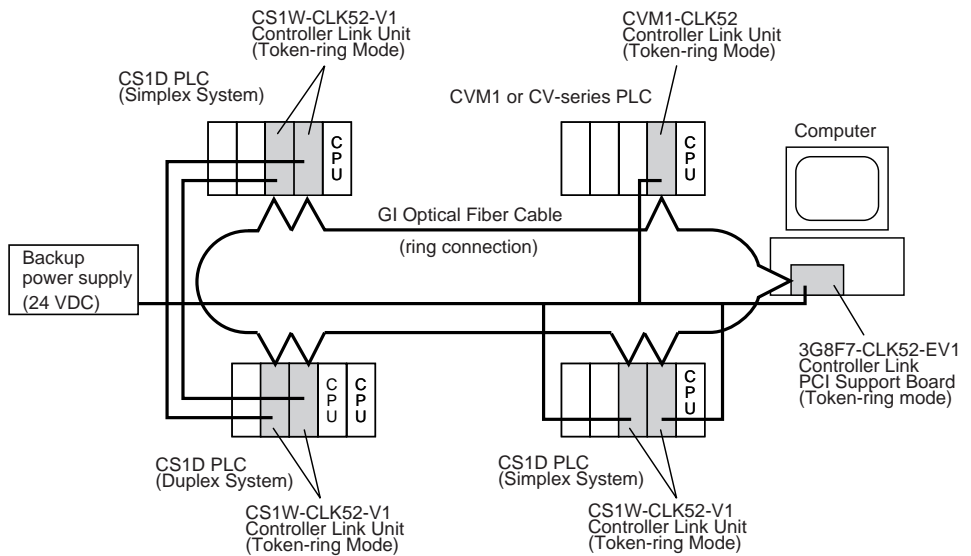 CS1W-CLK52-V1
Controller Link Unit
(Token-ring Mode)
CVM1-CLK52
Controller Link Unit
(Token-ring Mode)
CS1D PLC
(Simplex System)
CVM1 or CV-series PLC
Computer
CPU
CPU
GI Optical Fiber Cable
(ring connection)
Backup
power supply
(24 VDC)
3G8F7-CLK52-EV1
Controller Link
PCI Support Board
(Token-ring mode)
CPU
CPU
CPU
CS1D PLC
(Duplex System)
CS1D PLC
(Simplex System)
CS1W-CLK52-V1
Controller Link Unit
(Token-ring Mode)
CS1W-CLK52-V1
Controller Link Unit
(Token-ring Mode)